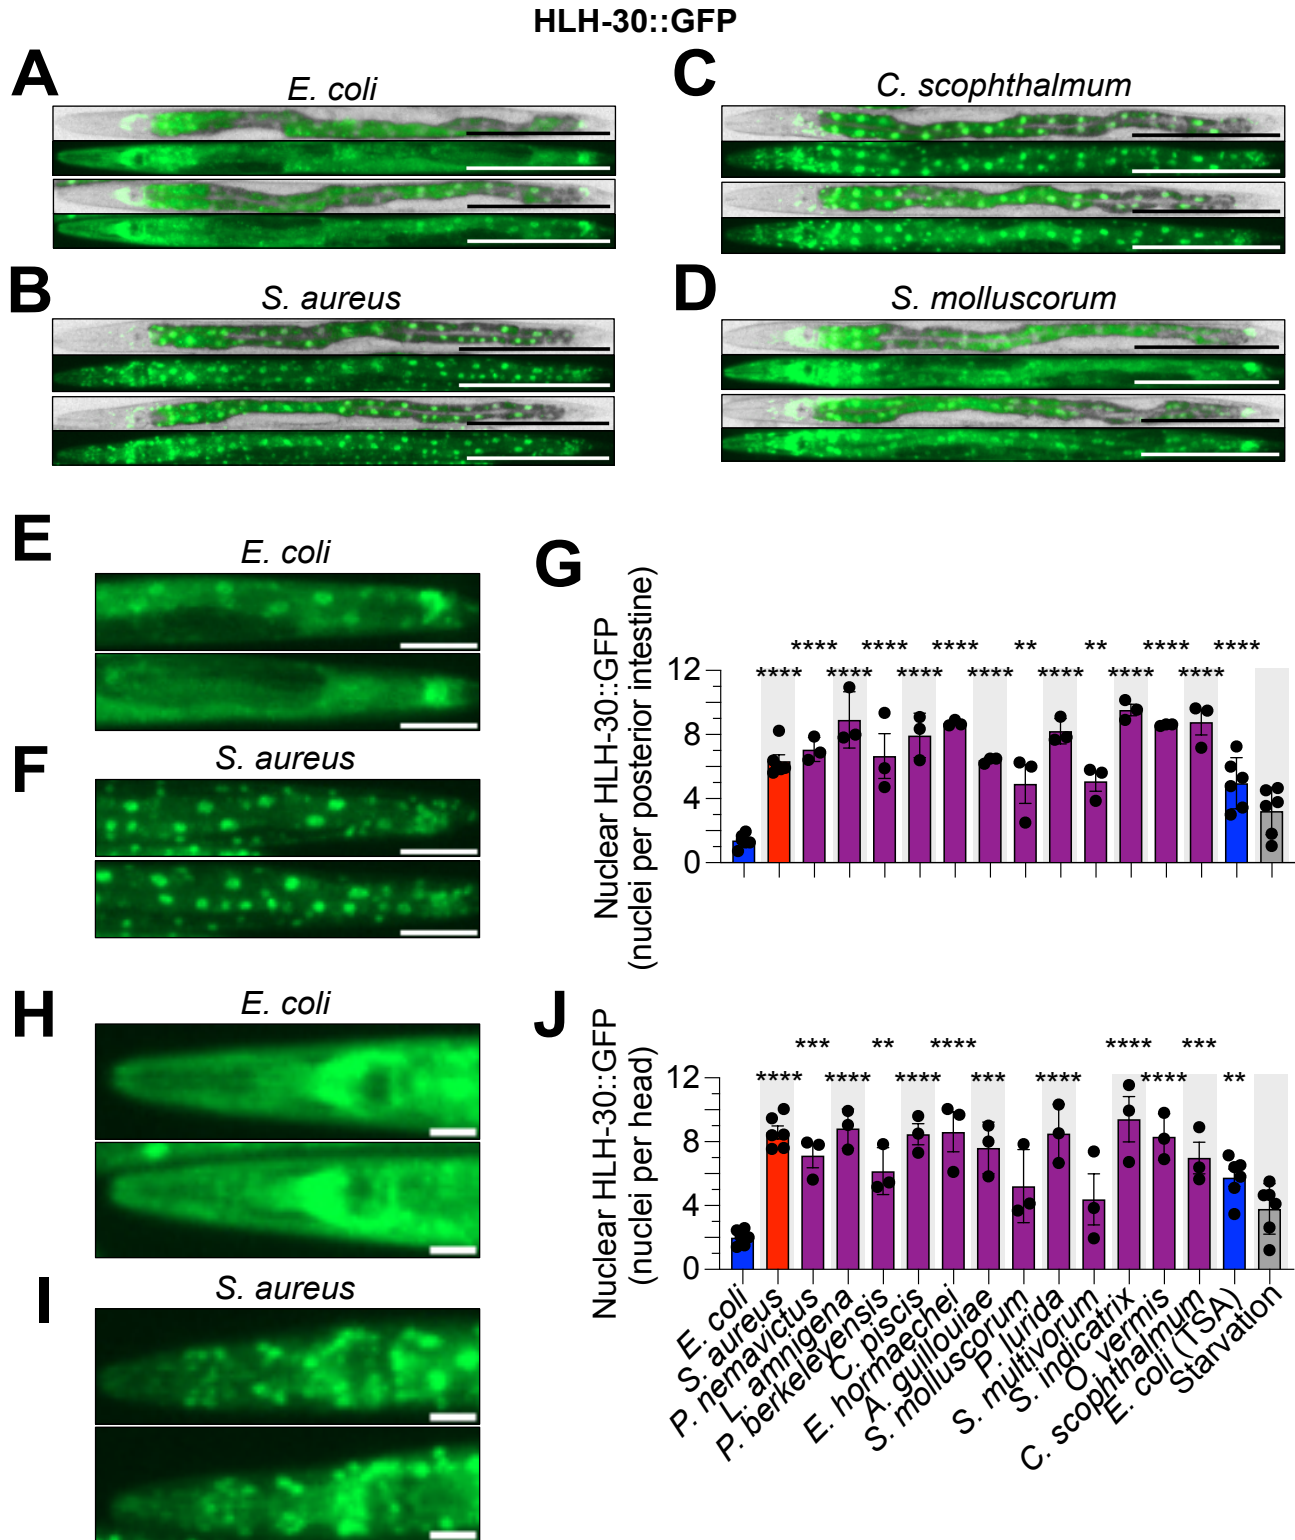 HLH-30::GFP
A
E. coli
C
C. scophthalmum
B
S. aureus
D
S. molluscorum
E
E. coli
F
S. aureus
G
Nuclear HLH-30::GFP
(nuclei per posterior intestine)
**** **** **** ** ** **** ****
**** **** **** **** **** **** ****
12
8
4
0
H
E. coli
I
S. aureus
J
Nuclear HLH-30::GFP
(nuclei per head)
*** ** **** **** ***
**** **** **** *** **** **** **
12
8
4
0
E. coli
S. aureus
P. nemavictus
L. amnigena
P. berkeleyensis
C. piscis
E. hormaechei
A. guillouiae
S. molluscorum
P. lurida
S. multivorum
S. indicatrix
O. vermis
C. scophthalmum
E. coli (TSA)
Starvation